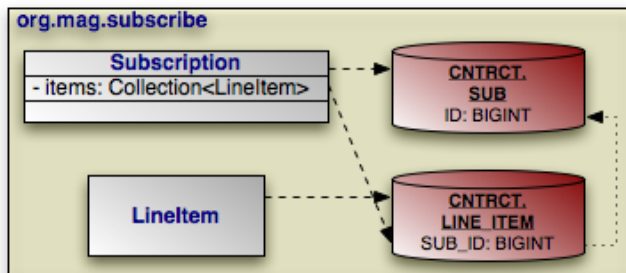 org.mag.subscribe
Subscription
- items: Collection<LineItem>
CNTRCT.
SUB
ID: BIGINT
LineItem
CNTRCT.
LINE_ITEM
SUB_ID: BIGINT